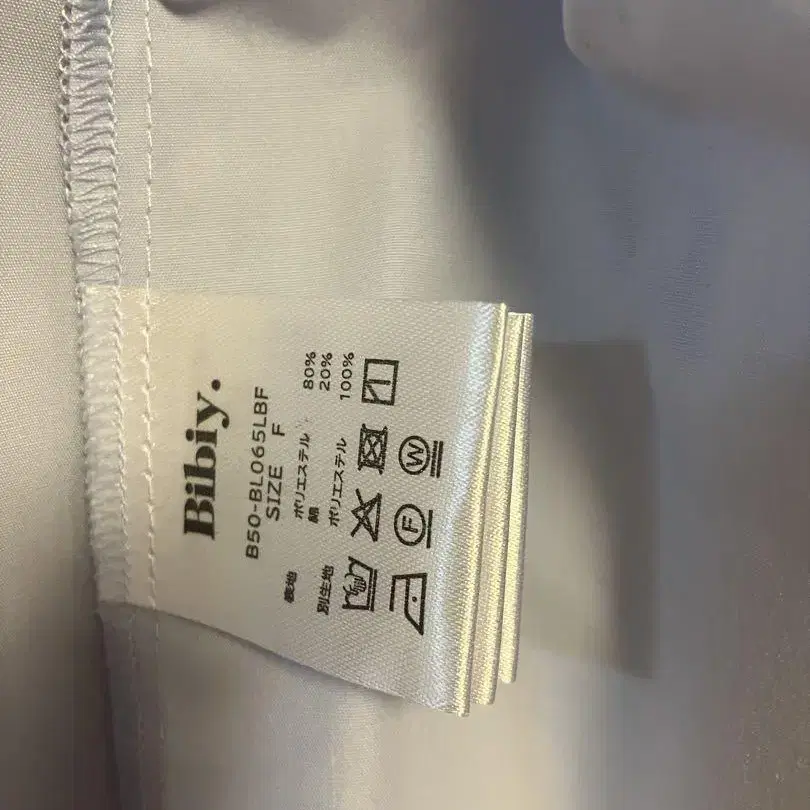 Bibiy.
B50-BL065LBF
SIZE F
表地 ポリエステル 80%
綿 20%
別生地 ポリエステル 100%
F W